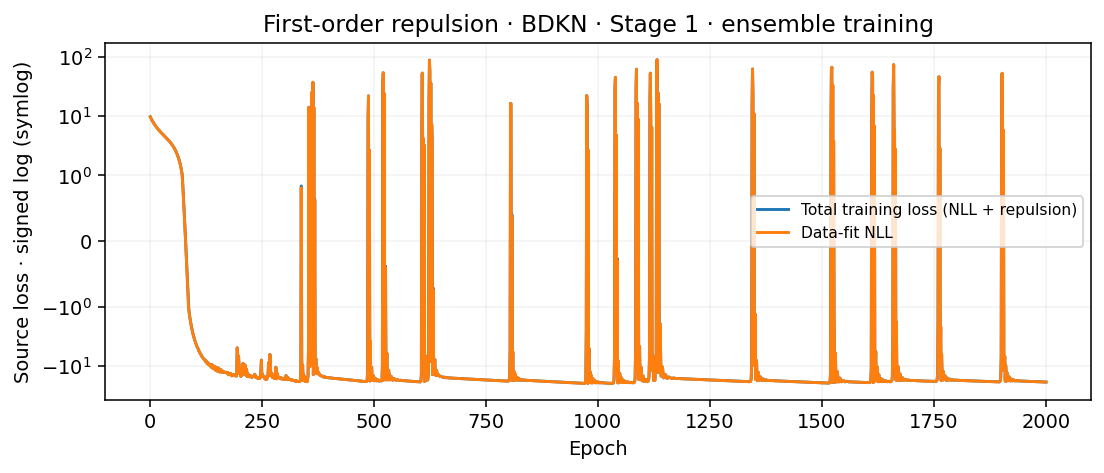 First-order repulsion · BDKN · Stage 1 · ensemble training
Source loss · signed log (symlog)
10²
10¹
10⁰
0
−10⁰
−10¹
Total training loss (NLL + repulsion)
Data-fit NLL
0 250 500 750 1000 1250 1500 1750 2000
Epoch